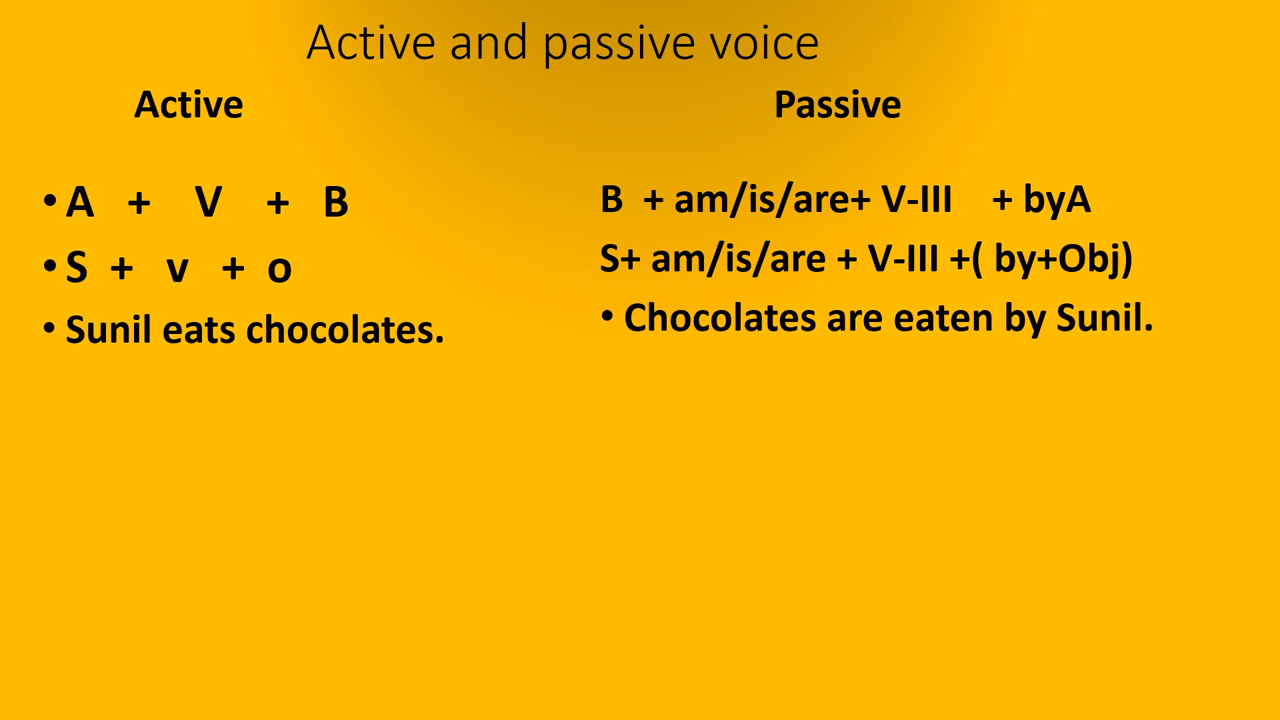 Active and passive voice
Active
• A + V + B
• S + v + o
• Sunil eats chocolates.
Passive
B + am/is/are+ V-III + byA
S+ am/is/are + V-III +( by+Obj)
• Chocolates are eaten by Sunil.